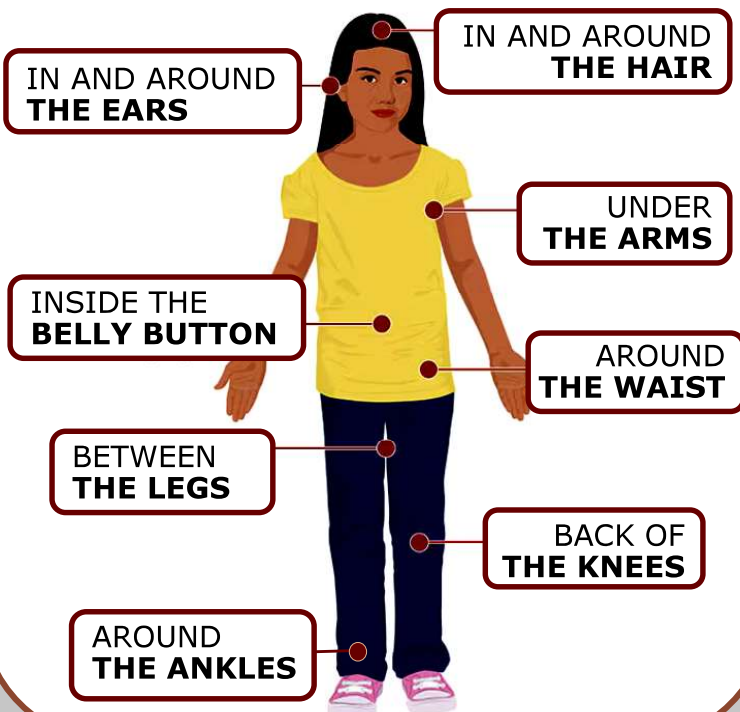 IN AND AROUND
THE HAIR
IN AND AROUND
THE EARS
UNDER
THE ARMS
INSIDE THE
BELLY BUTTON
AROUND
THE WAIST
BETWEEN
THE LEGS
BACK OF
THE KNEES
AROUND
THE ANKLES